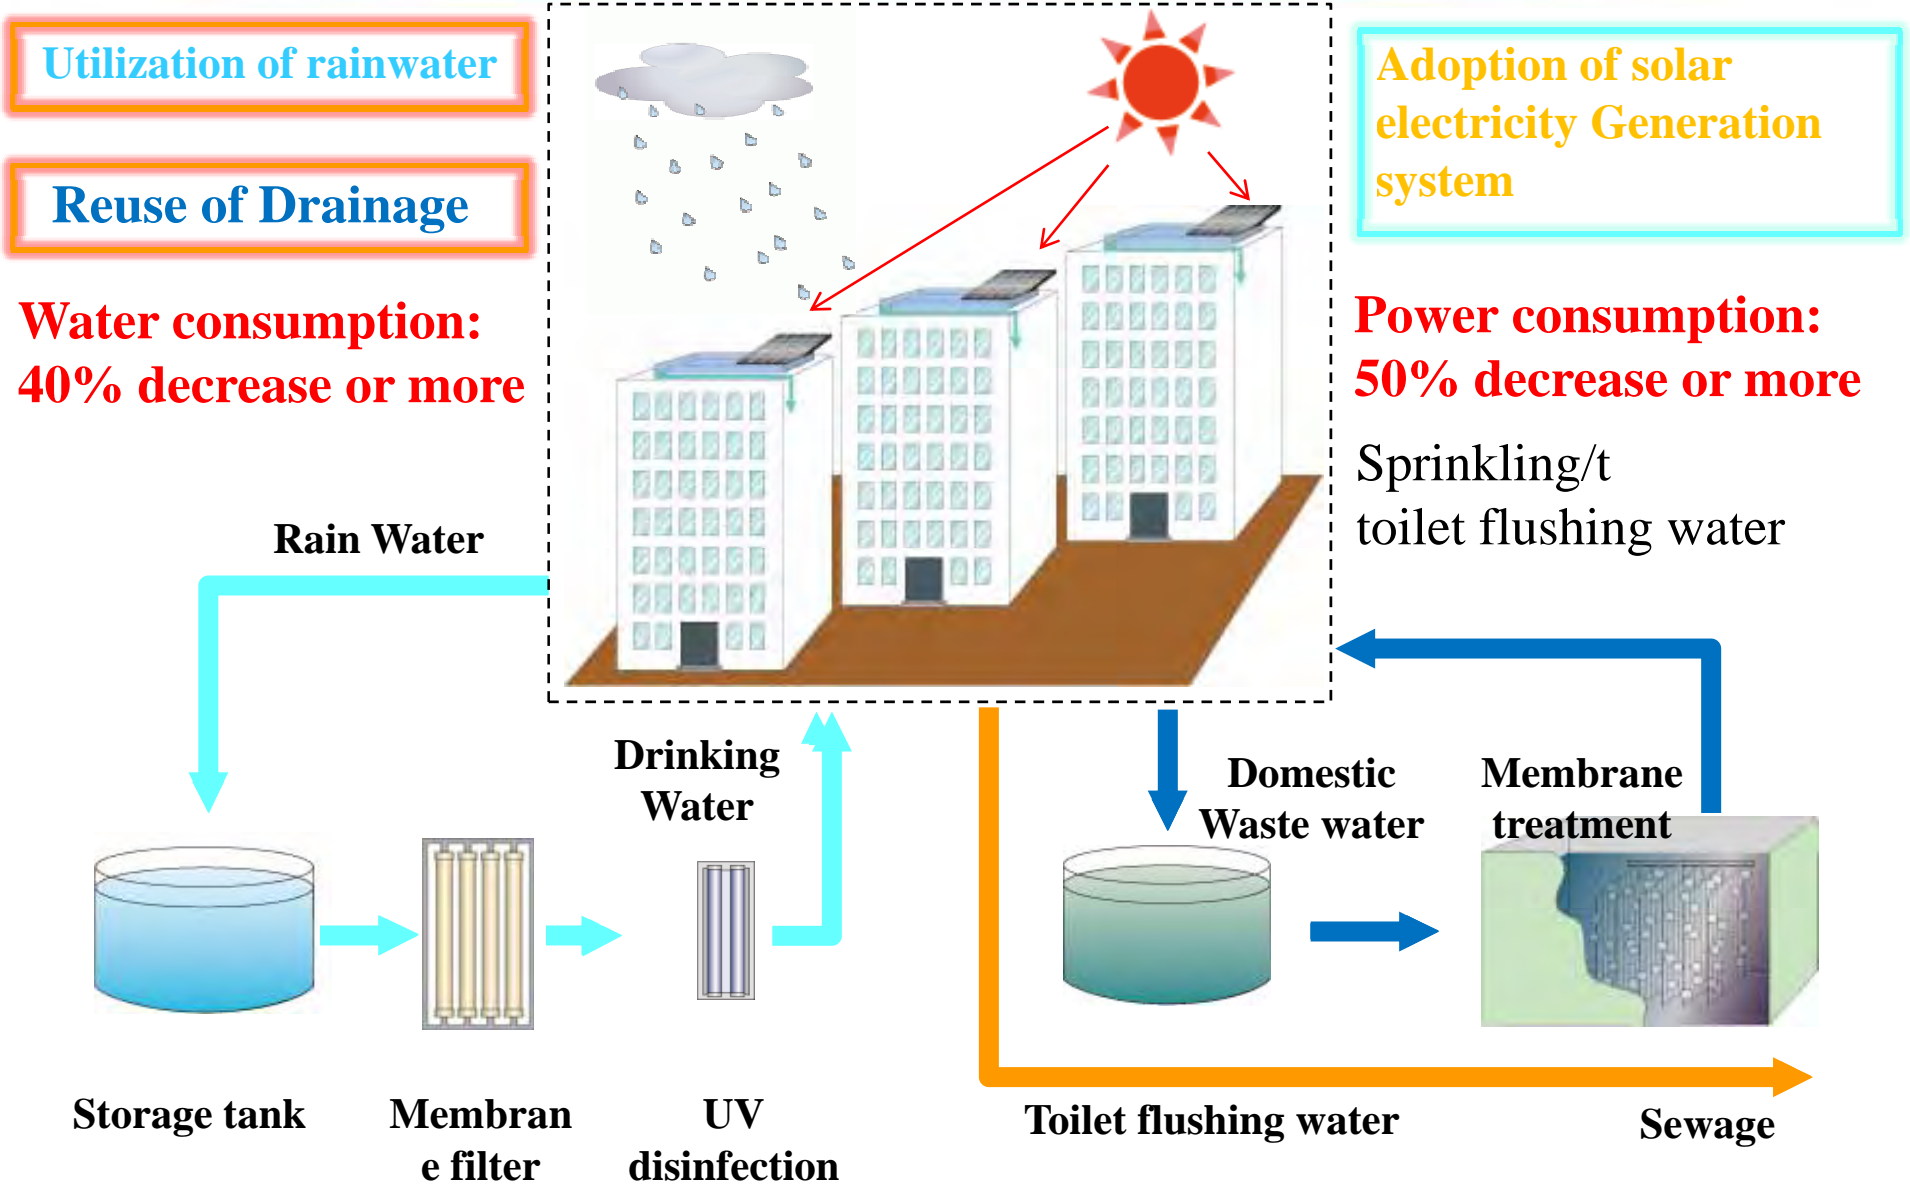 Utilization of rainwater
Reuse of Drainage
Water consumption:
40% decrease or more
Adoption of solar
electricity Generation
system
Power consumption:
50% decrease or more
Sprinkling/t
toilet flushing water
Rain Water
Drinking
Water
Domestic
Waste water
Membrane
treatment
Storage tank
Membran
e filter
UV
disinfection
Toilet flushing water
Sewage